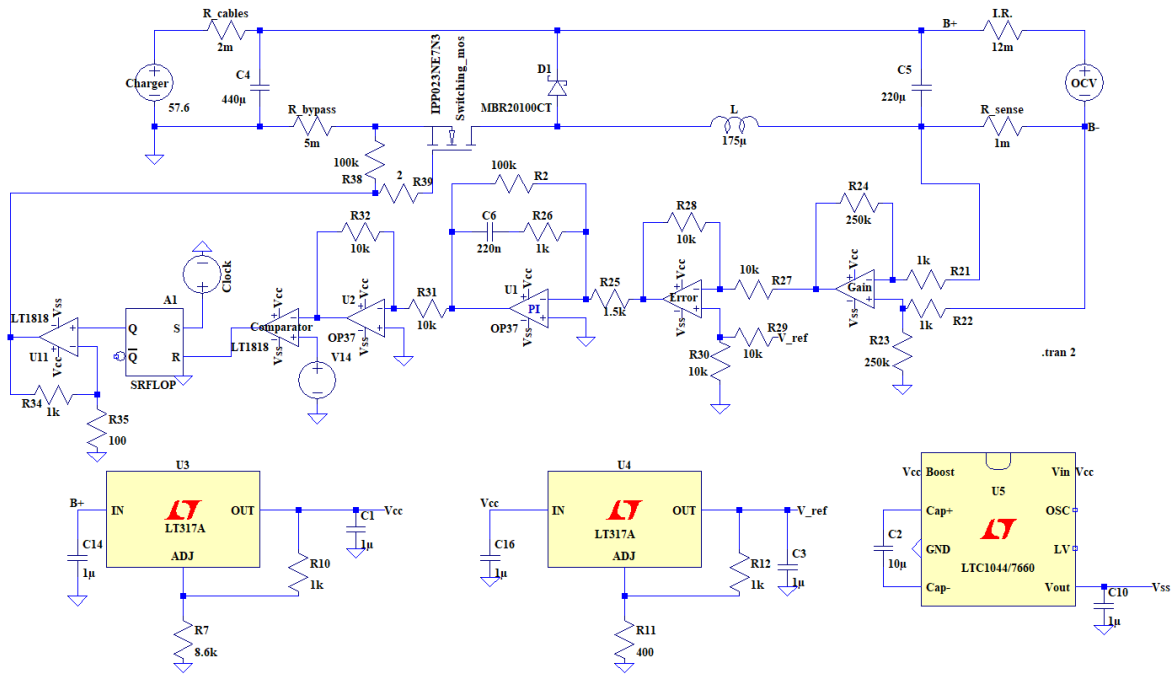 R_cables
2m
Charger
57.6
C4
440µ
R_bypass
5m
IPP023NE7N3
Switching_mos
D1
MBR20100CT
L
175µ
C5
220µ
B+
I.R.
12m
OCV
R_sense
1m
B-
100k
R38
2
R39
100k
R2
C6
220n
R26
1k
R32
10k
R28
10k
R24
250k
Clock
A1
S
R
Q
Q
SRFLOP
LT1818
Vss
Vcc
U11
R34
1k
R35
100
Vcc
Comparator
LT1818
Vss
V14
Vcc
U2
OP37
Vss
R31
10k
Vcc
U1
PI
OP37
Vss
R25
1.5k
Vcc
Error
Vss
10k
R27
R29
10k
V_ref
R30
10k
Vcc
Gain
Vss
1k
R21
1k
R22
R23
250k
.tran 2
U3
B+
IN
OUT
LT317A
ADJ
C14
1µ
C1
1µ
Vcc
R10
1k
R7
8.6k
U4
Vcc
IN
OUT
LT317A
ADJ
C16
1µ
V_ref
R12
1k
C3
1µ
R11
400
Vcc
Boost
Vin
Vcc
U5
Cap+
OSC
C2
10µ
GND
LV
LTC1044/7660
Cap-
Vout
Vss
C10
1µ